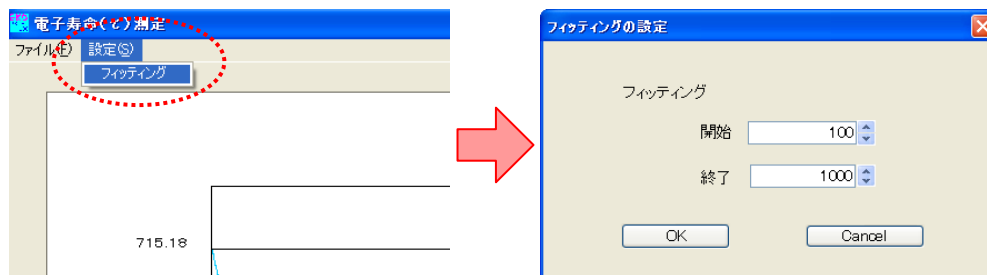 電子寿命(τ)測定
ファイル(F) 設定(S)
フィッティング
715.18
フィッティングの設定
フィッティング
開始 100
終了 1000
OK Cancel